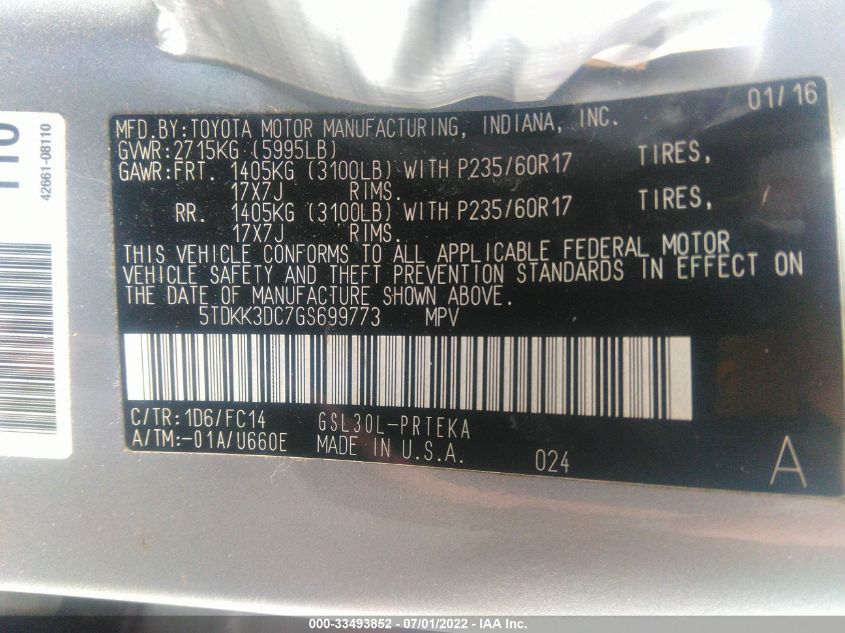 01/16
MFD.BY:TOYOTA MOTOR MANUFACTURING, INDIANA, INC.
GVWR:2715KG (5995LB)
GAWR:FRT. 1405KG (3100LB) WITH P235/60R17 TIRES,
17X7J RIMS.
RR. 1405KG (3100LB) WITH P235/60R17 TIRES,
17X7J RIMS.
THIS VEHICLE CONFORMS TO ALL APPLICABLE FEDERAL MOTOR
VEHICLE SAFETY AND THEFT PREVENTION STANDARDS IN EFFECT ON
THE DATE OF MANUFACTURE SHOWN ABOVE.
5TDKK3DC7GS699773 MPV
C/TR:1D6/FC14 GSL30L-PRTEKA
A/TM:-01A/U660E MADE IN U.S.A. 024
A
42661-08110
000-33493852 - 07/01/2022 - IAA Inc.